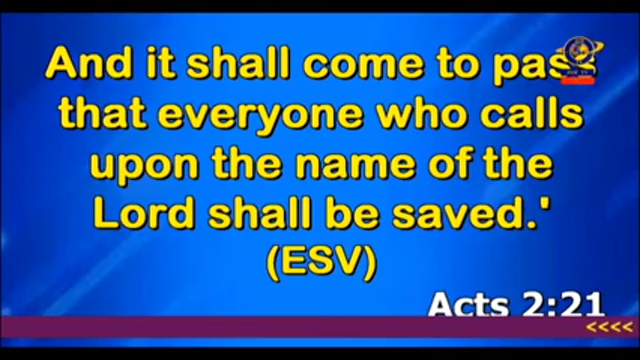 And it shall come to pass
that everyone who calls
upon the name of the
Lord shall be saved.'
(ESV)
Acts 2:21
<<<<